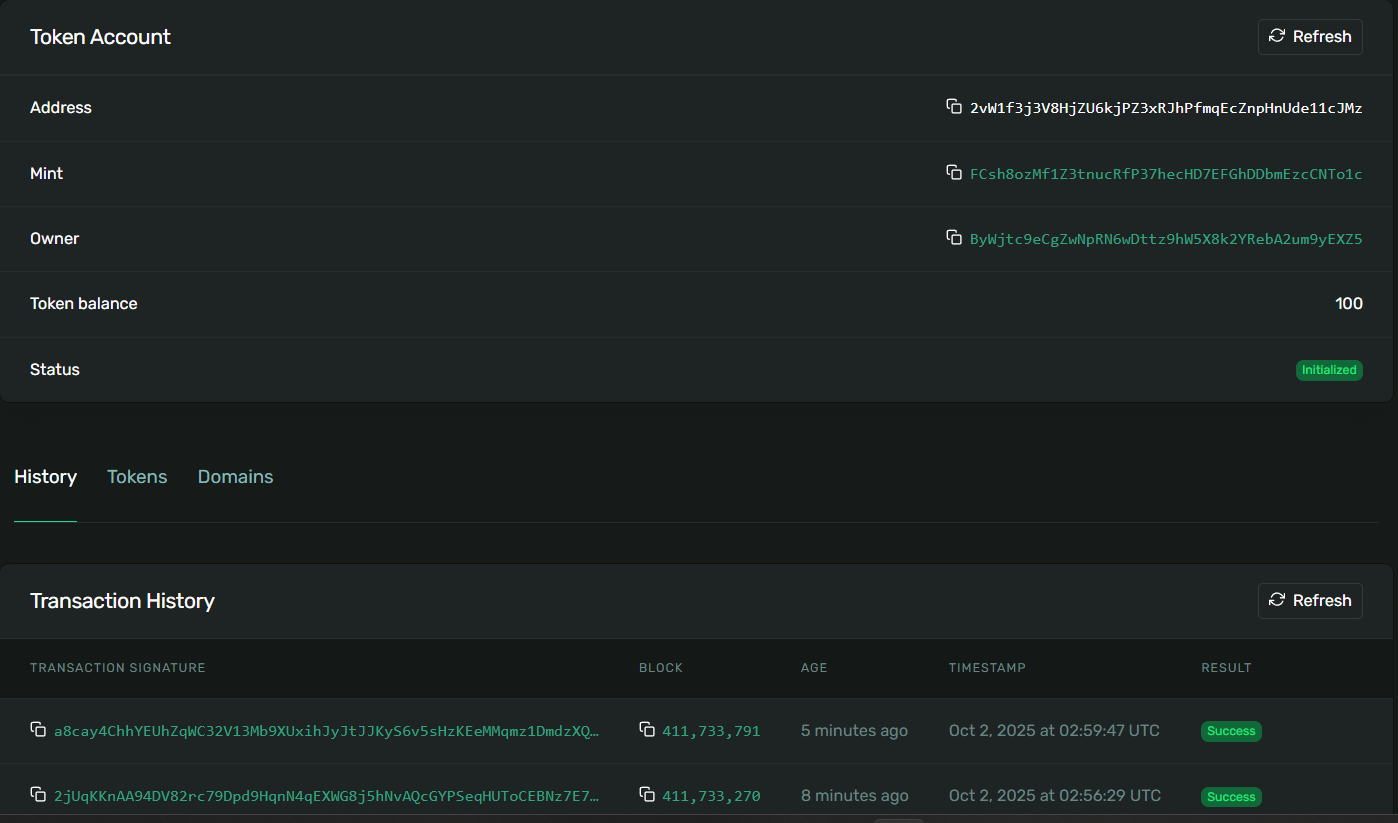 Token Account
Refresh
Address
2vW1f3j3V8HjZU6kjPZ3xRJhPfmqEcZnpHnUde11cJMz
Mint
FCsh8ozMf1Z3tnucRfP37hecHD7EFGhDDbmEzcCNTo1c
Owner
ByWjtc9eCgZwNpRN6wDttz9hW5X8k2YRebA2um9yEXZ5
Token balance
100
Status
Initialized
History Tokens Domains
Transaction History
Refresh
TRANSACTION SIGNATURE BLOCK AGE TIMESTAMP RESULT
a8cay4ChhYEUhZqWC32V13Mb9XUxihJyJtJJKyS6v5sHzKEeMMqmz1DmdzXQ… 411,733,791 5 minutes ago Oct 2, 2025 at 02:59:47 UTC Success
2jUqKKnAA94DV82rc79Dpd9HqnN4qEXWG8j5hNvAQcGYPSeqHUToCEBNz7E7… 411,733,270 8 minutes ago Oct 2, 2025 at 02:56:29 UTC Success